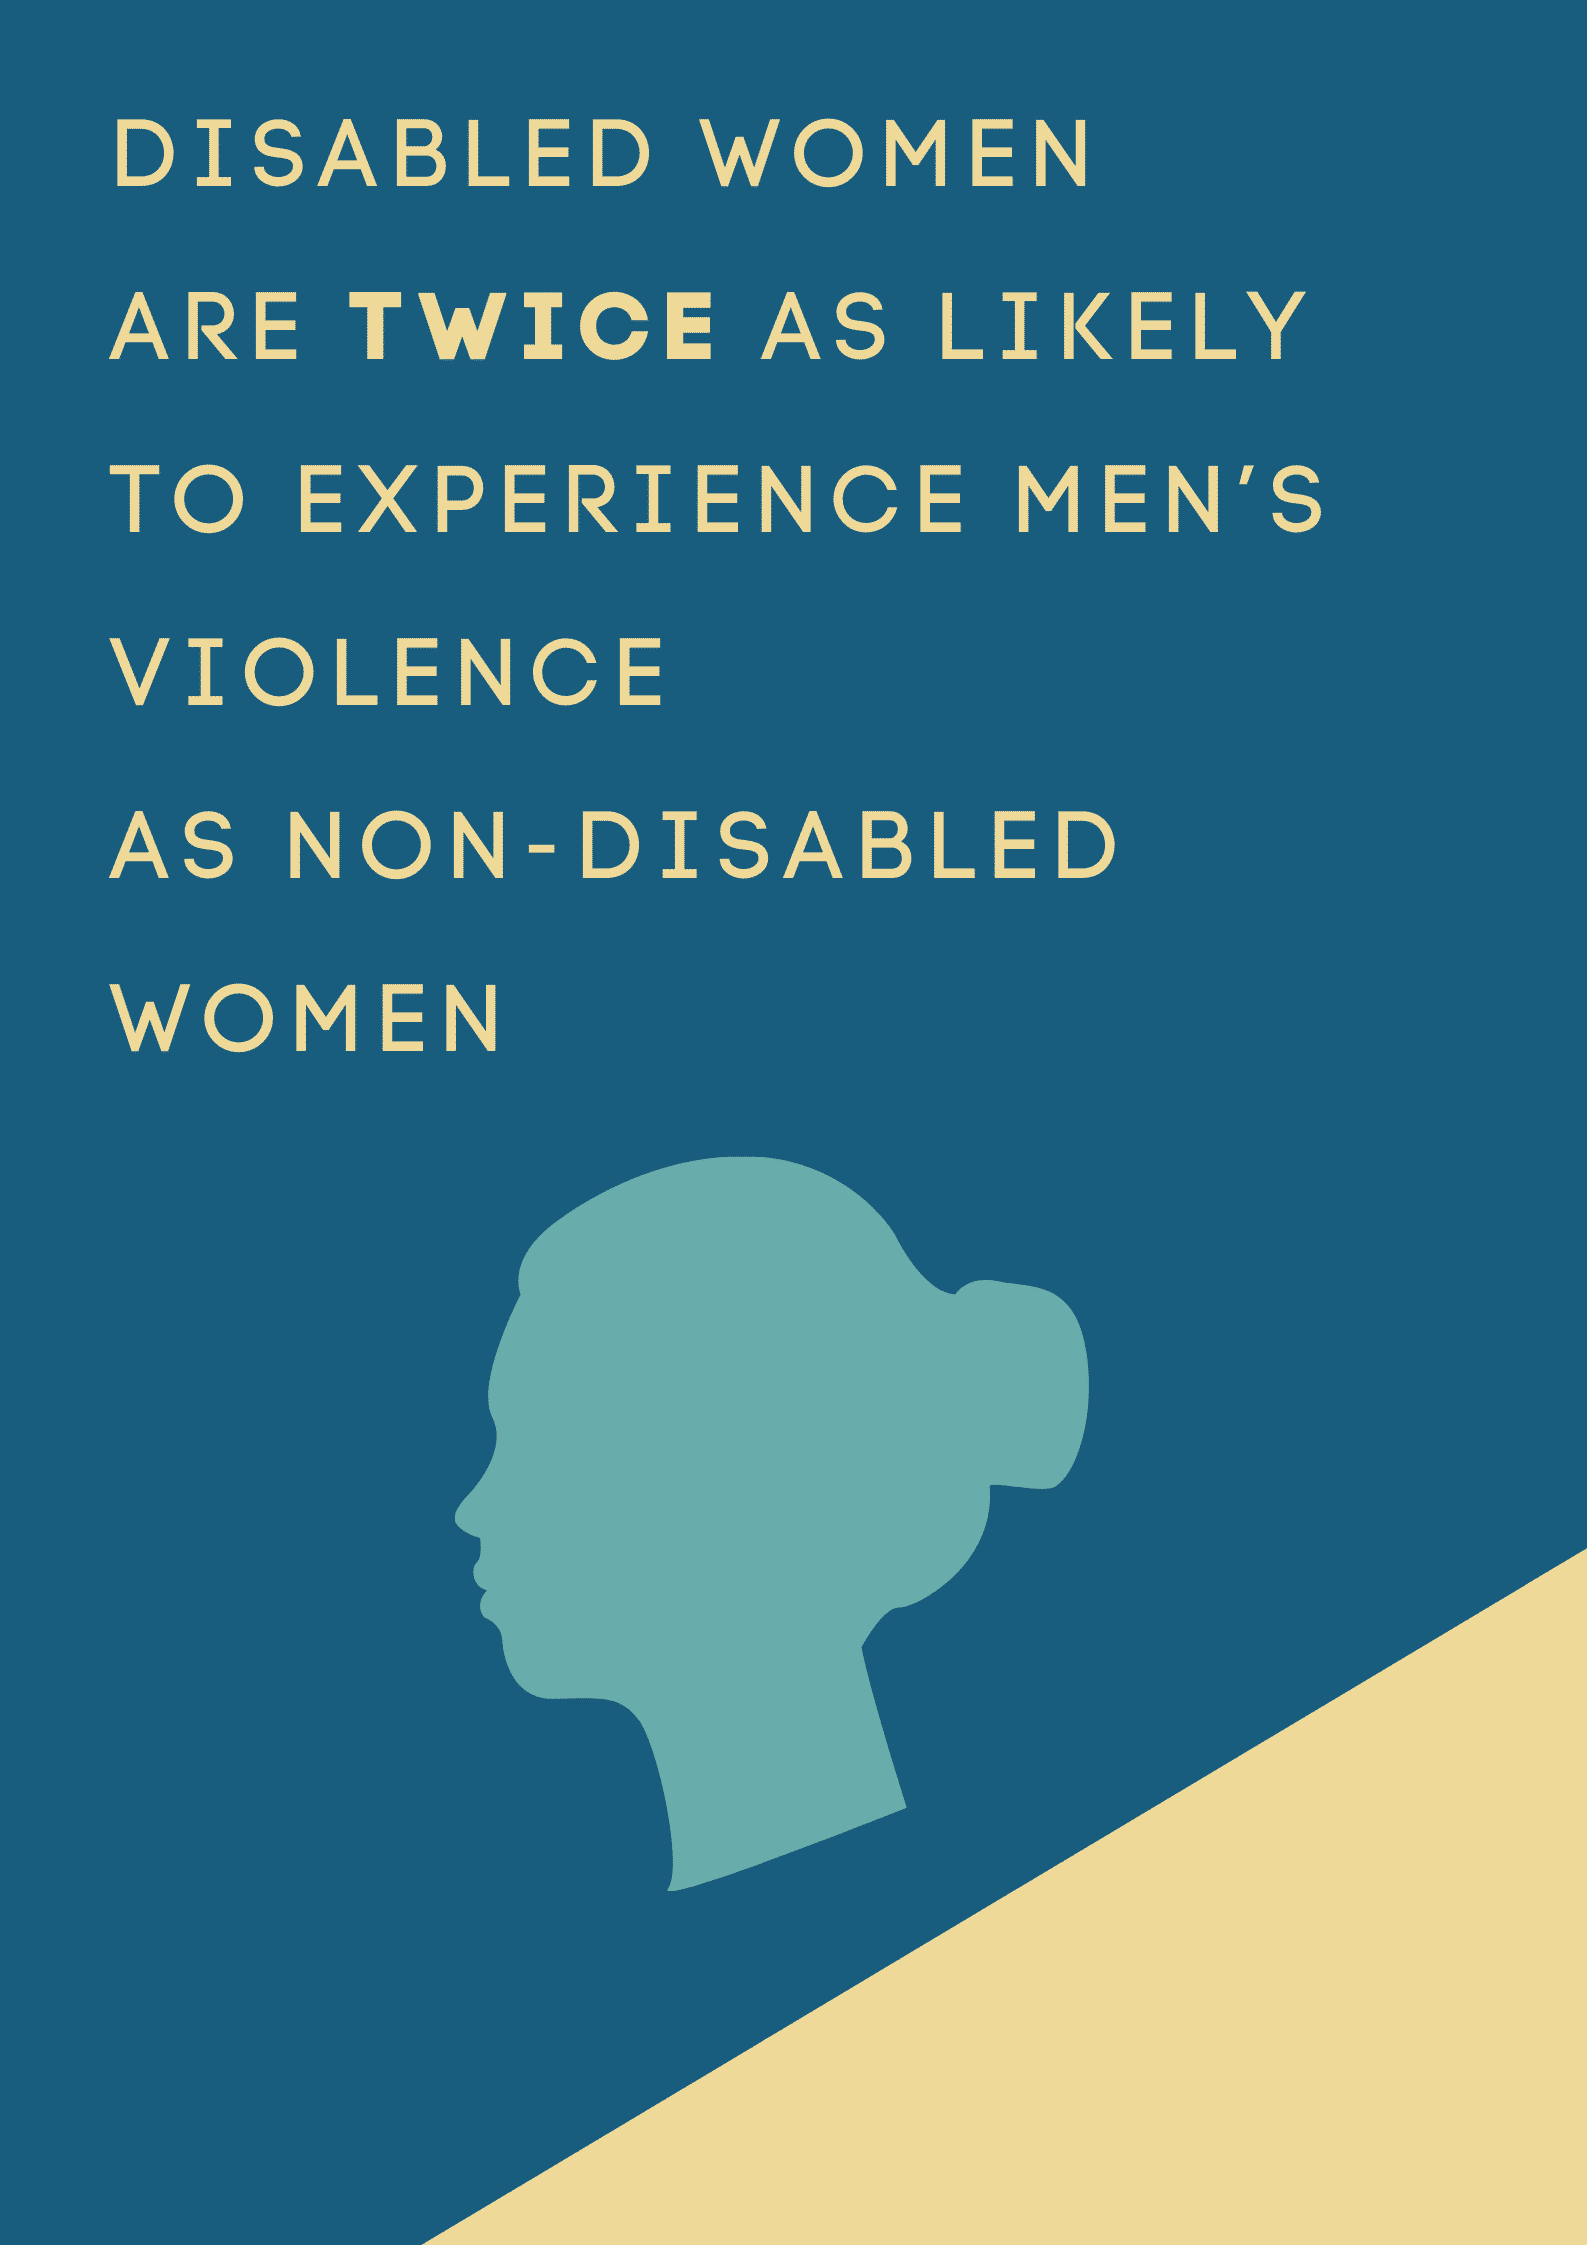 DISABLED WOMEN
ARE TWICE AS LIKELY
TO EXPERIENCE MEN'S
VIOLENCE
AS NON-DISABLED
WOMEN